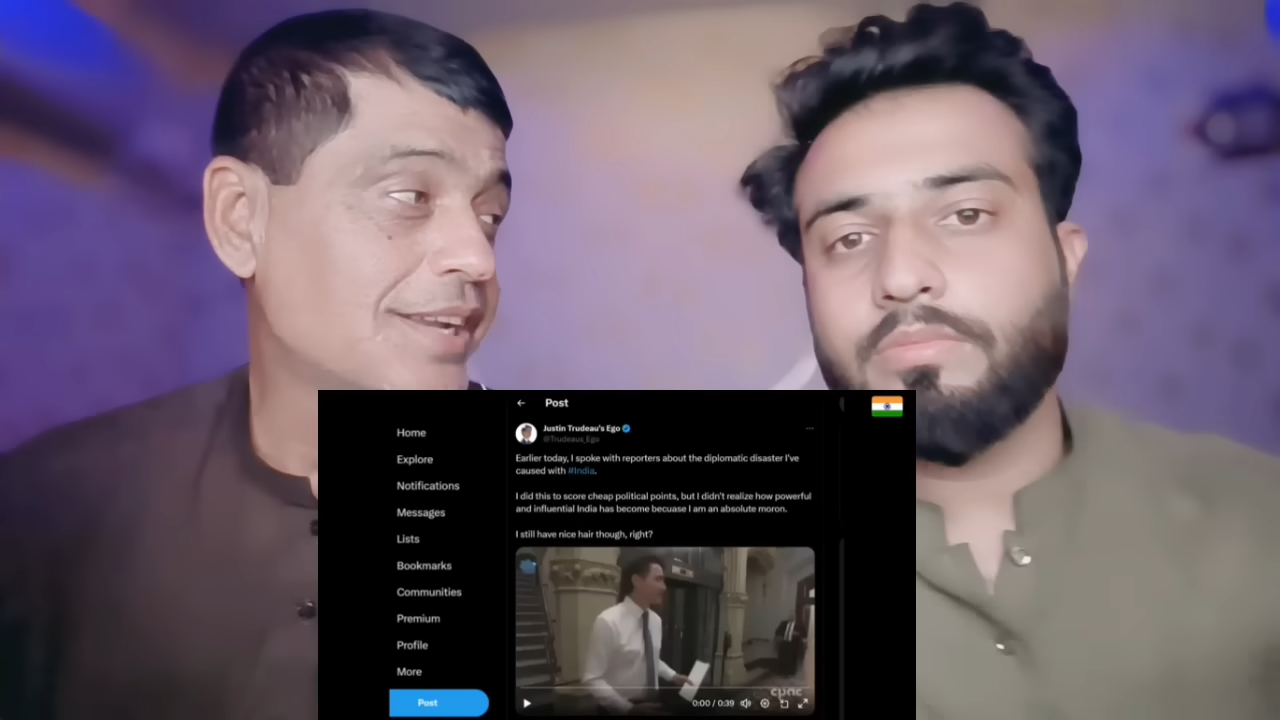 Post
Justin Trudeau's Ego
@Trudeaus_Ego
Earlier today, I spoke with reporters about the diplomatic disaster I've
caused with #India.
I did this to score cheap political points, but I didn't realize how powerful
and influential India has become becuase I am an absolute moron.
I still have nice hair though, right?
Home
Explore
Notifications
Messages
Lists
Bookmarks
Communities
Premium
Profile
More
Post
cpac
0:00 / 0:39